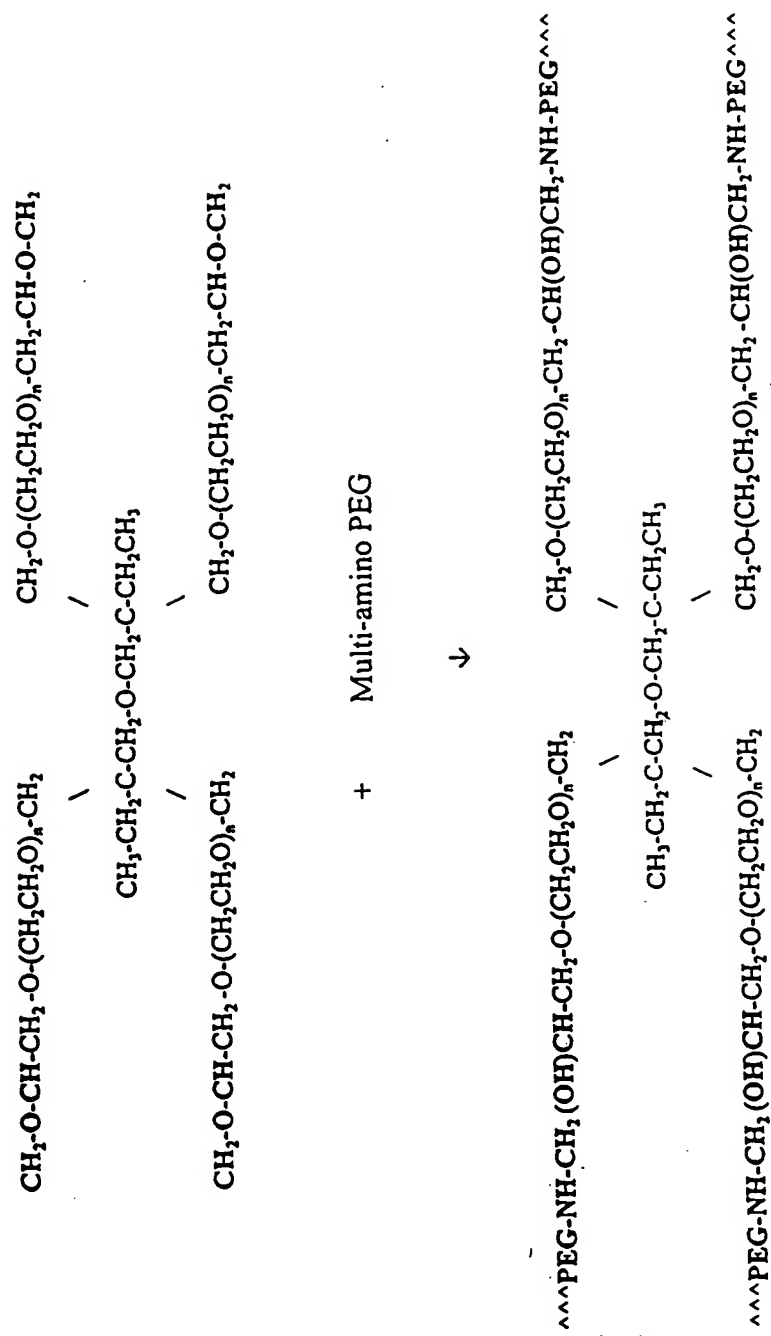 CH₂-O-CH-CH₂-O-(CH₂CH₂O)ₙ-CH₂ CH₂-O-(CH₂CH₂O)ₙ-CH₂-CH-O-CH₂
\ /
CH₃-CH₂-C-CH₂-O-CH₂-C-CH₂CH₃
/ \
CH₂-O-CH-CH₂-O-(CH₂CH₂O)ₙ-CH₂ CH₂-O-(CH₂CH₂O)ₙ-CH₂-CH-O-CH₂
+ Multi-amino PEG
↓
^^^PEG-NH-CH₂(OH)CH-CH₂-O-(CH₂CH₂O)ₙ-CH₂ CH₂-O-(CH₂CH₂O)ₙ-CH₂-CH(OH)CH₂-NH-PEG^^^
\ /
CH₃-CH₂-C-CH₂-O-CH₂-C-CH₂CH₃
/ \
^^^PEG-NH-CH₂(OH)CH-CH₂-O-(CH₂CH₂O)ₙ-CH₂ CH₂-O-(CH₂CH₂O)ₙ-CH₂-CH(OH)CH₂-NH-PEG^^^